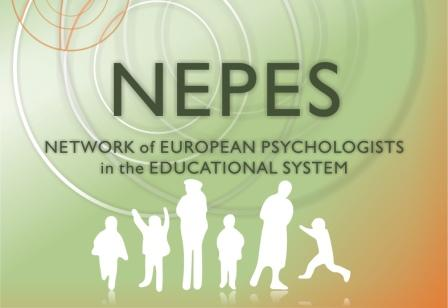 NEPES
NETWORK of EUROPEAN PSYCHOLOGISTS
in the EDUCATIONAL SYSTEM